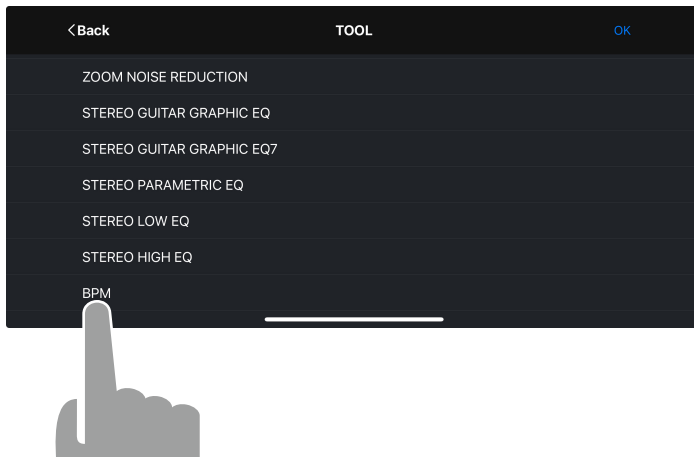 <Back
TOOL
OK
ZOOM NOISE REDUCTION
STEREO GUITAR GRAPHIC EQ
STEREO GUITAR GRAPHIC EQ7
STEREO PARAMETRIC EQ
STEREO LOW EQ
STEREO HIGH EQ
BPM